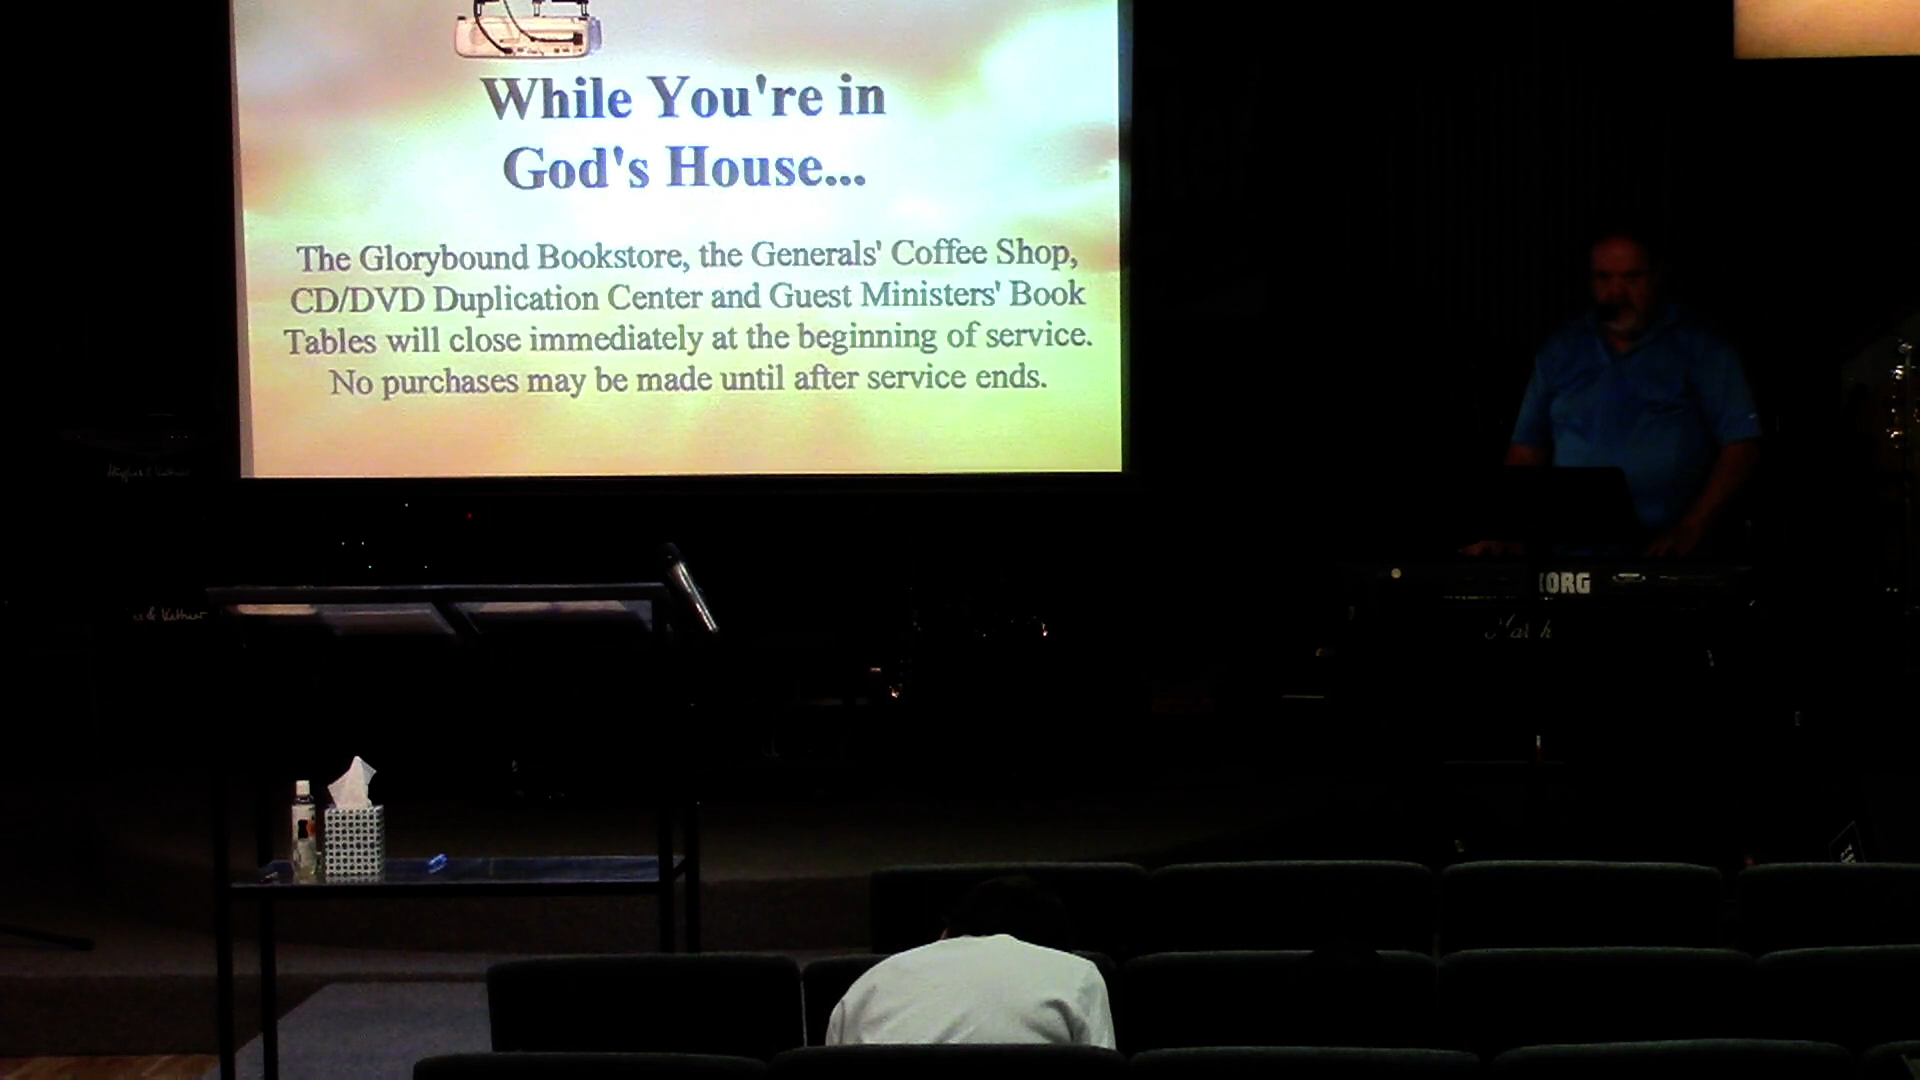 While You're in
God's House...
The Glorybound Bookstore, the Generals' Coffee Shop,
CD/DVD Duplication Center and Guest Ministers' Book
Tables will close immediately at the beginning of service.
No purchases may be made until after service ends.
KORG